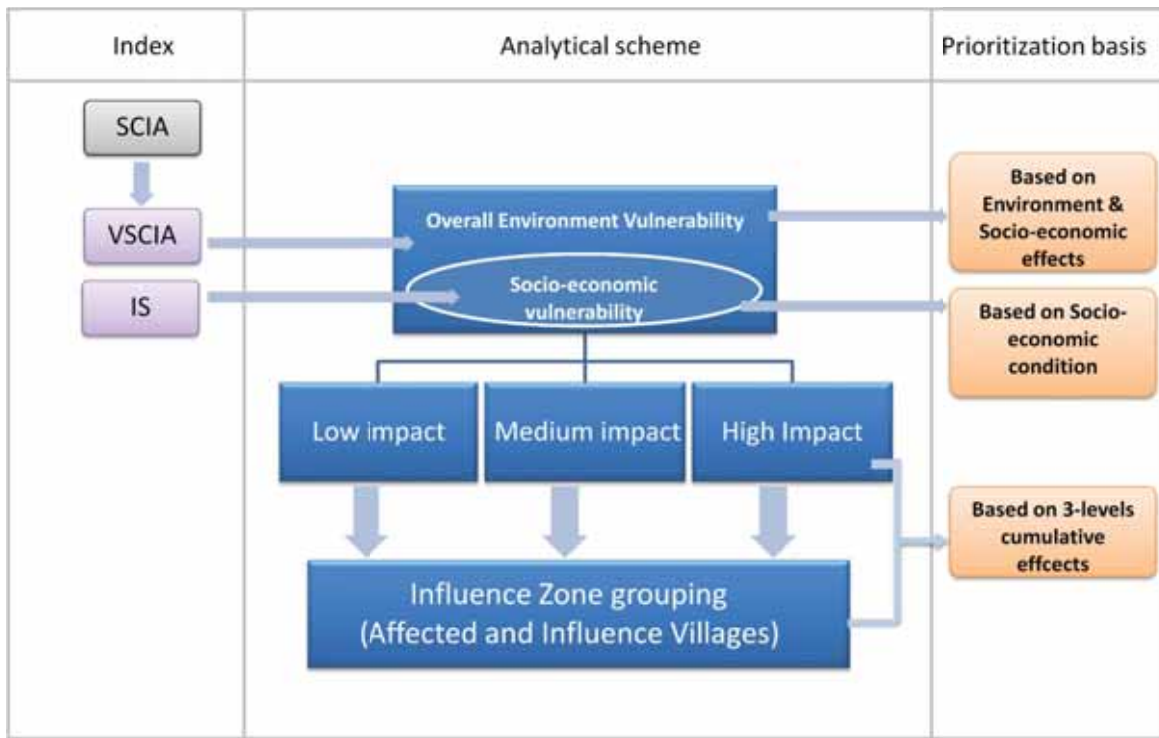 Index
Analytical scheme
Prioritization basis
SCIA
VSCIA
IS
Overall Environment Vulnerability
Socio-economic
vulnerability
Low impact
Medium impact
High Impact
Influence Zone grouping
(Affected and Influence Villages)
Based on
Environment &
Socio-economic
effects
Based on Socio-
economic
condition
Based on 3-levels
cumulative
effcects